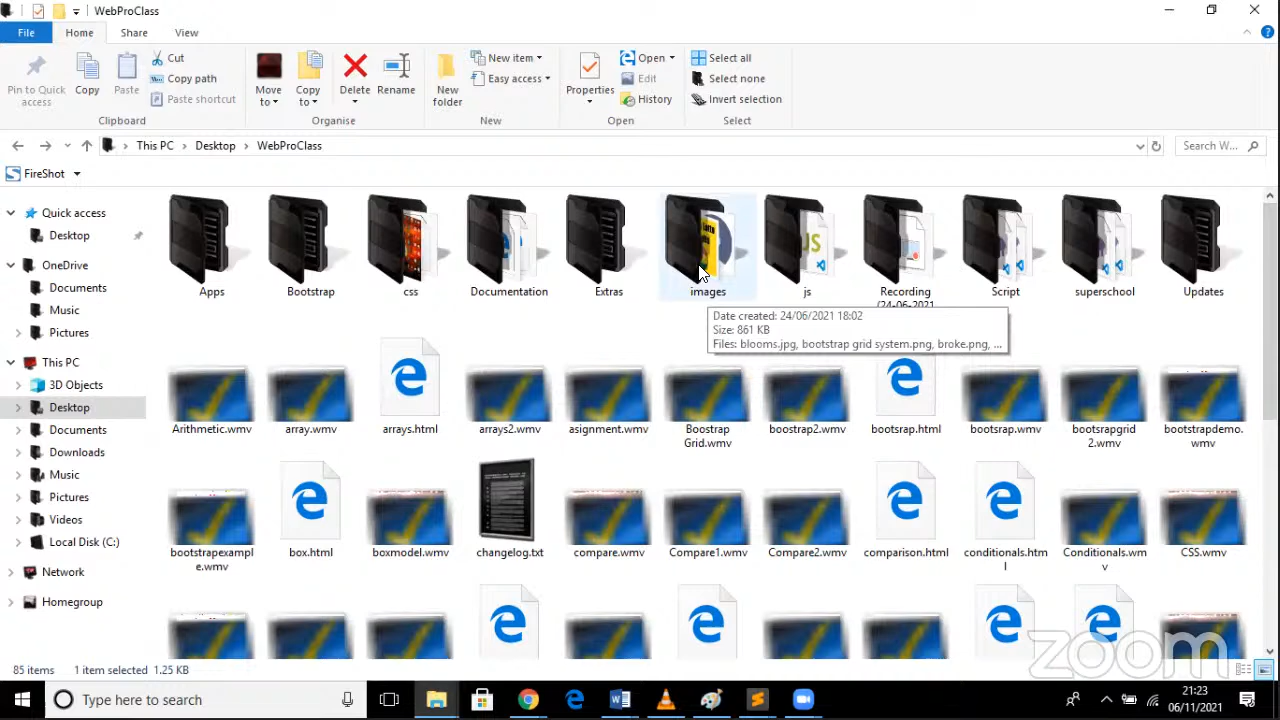 WebProClass
File
Home
Share
View
Pin to Quick access
Copy
Paste
Cut
Copy path
Paste shortcut
Clipboard
Move to
Copy to
Delete
Rename
Organise
New folder
New item
Easy access
New
Properties
Open
Edit
History
Open
Select all
Select none
Invert selection
Select
This PC > Desktop > WebProClass
Search W...
FireShot
Quick access
Desktop
OneDrive
Documents
Music
Pictures
This PC
3D Objects
Desktop
Documents
Downloads
Music
Pictures
Videos
Local Disk (C:)
Network
Homegroup
Apps
Bootstrap
css
Documentation
Extras
images
js
Recording
(24-06-2021
Script
superschool
Updates
Date created: 24/06/2021 18:02
Size: 861 KB
Files: blooms.jpg, bootstrap grid system.png, broke.png, ...
Arithmetic.wmv
array.wmv
arrays.html
arrays2.wmv
asignment.wmv
Boostrap
Grid.wmv
boostrap2.wmv
bootsrap.html
bootsrap.wmv
bootsrapgrid
2.wmv
bootstrapdemo.
wmv
bootstrapexampl
e.wmv
box.html
boxmodel.wmv
changelog.txt
compare.wmv
Compare1.wmv
Compare2.wmv
comparison.html
conditionals.htm
l
Conditionals.wm
v
CSS.wmv
JS
zoom
85 items
1 item selected 1.25 KB
Type here to search
21:23
06/11/2021